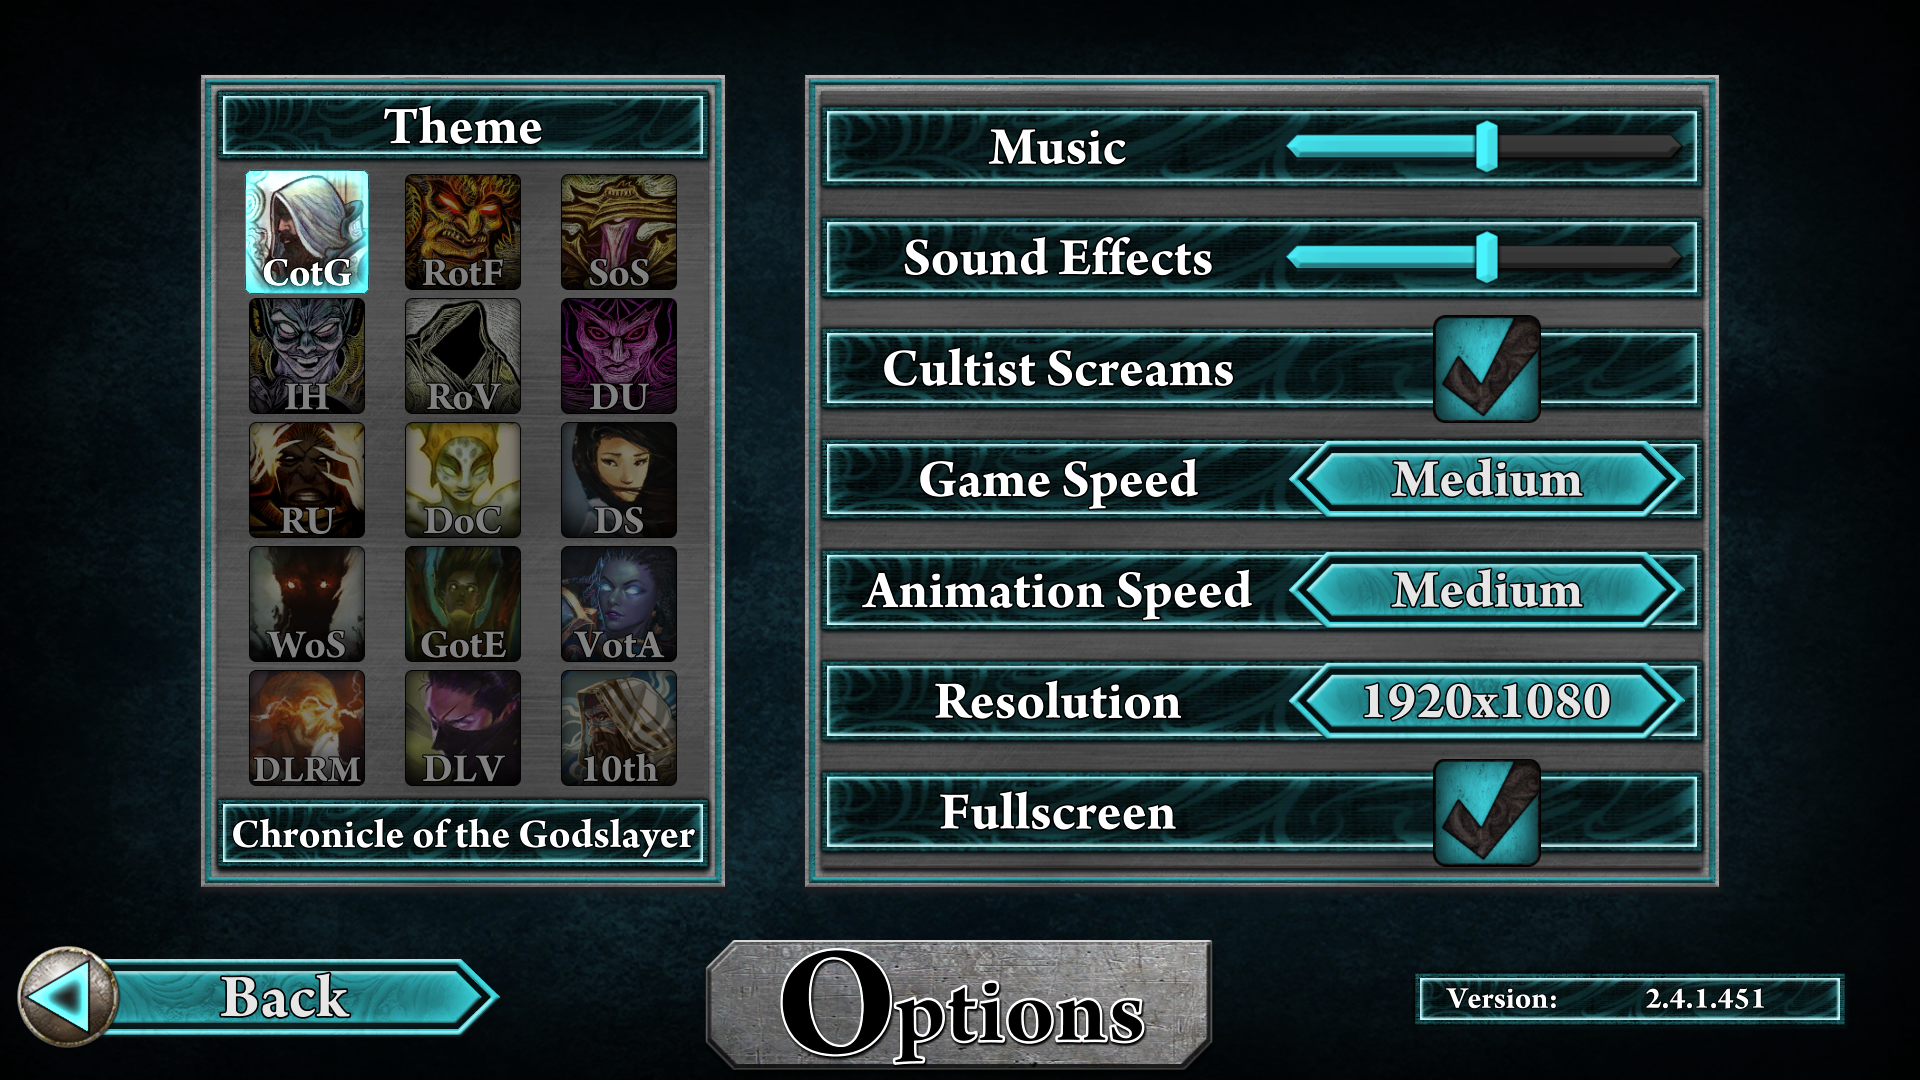 Theme
CotG RotF SoS
IH RoV DU
RU DoC DS
WoS GotE VotA
DLRM DLV 10th
Chronicle of the Godslayer
Music
Sound Effects
Cultist Screams
Game Speed Medium
Animation Speed Medium
Resolution 1920x1080
Fullscreen
Back
Options
Version: 2.4.1.451